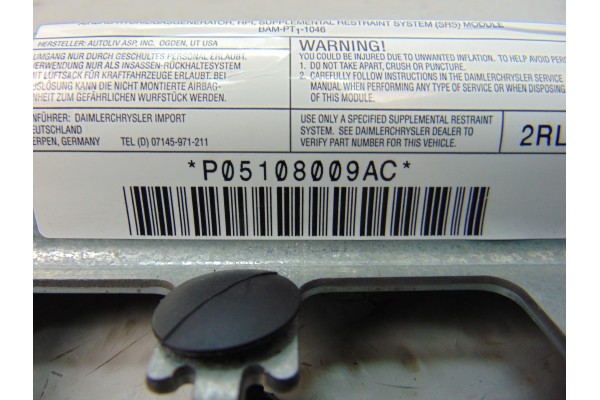 SUPPLEMENTAL RESTRAINT SYSTEM (SRS) MODULE
BAM-PT1-1046
HERSTELLER: AUTOLIV ASP, INC. OGDEN, UT USA
UMGANG NUR DURCH GESCHULTES PERSONAL ERLAUBT.
VERWENDUNG NUR ALS INSASSEN-RÜCKHALTESYSTEM
MIT LUFTSACK FÜR KRAFTFAHRZEUGE ERLAUBT. BEI
AUSLÖSUNG KANN DIE NICHT MONTIERTE AIRBAG-
EINHEIT ZUM GEFÄHRLICHEN WURFSTÜCK WERDEN.
WARNING!
YOU COULD BE INJURED DUE TO UNWANTED INFLATION. TO HELP AVOID PER
1. DO NOT TAKE APART, CRUSH OR PUNCTURE.
2. CAREFULLY FOLLOW INSTRUCTIONS IN THE DAIMLERCHRYSLER SERVICE
MANUAL WHEN PERFORMING ANY TYPE OF SERVICE OR WHEN DISPOSING
OF THIS MODULE.
NFÜHRER: DAIMLERCHRYSLER IMPORT
EUTSCHLAND
ERPEN, GERMANY TEL (D) 07145-971-211
USE ONLY A SPECIFIED SUPPLEMENTAL RESTRAINT
SYSTEM. SEE DAIMLERCHRYSLER DEALER TO
VERIFY PART NUMBER FOR THIS VEHICLE.
2RL
*P05108009AC*